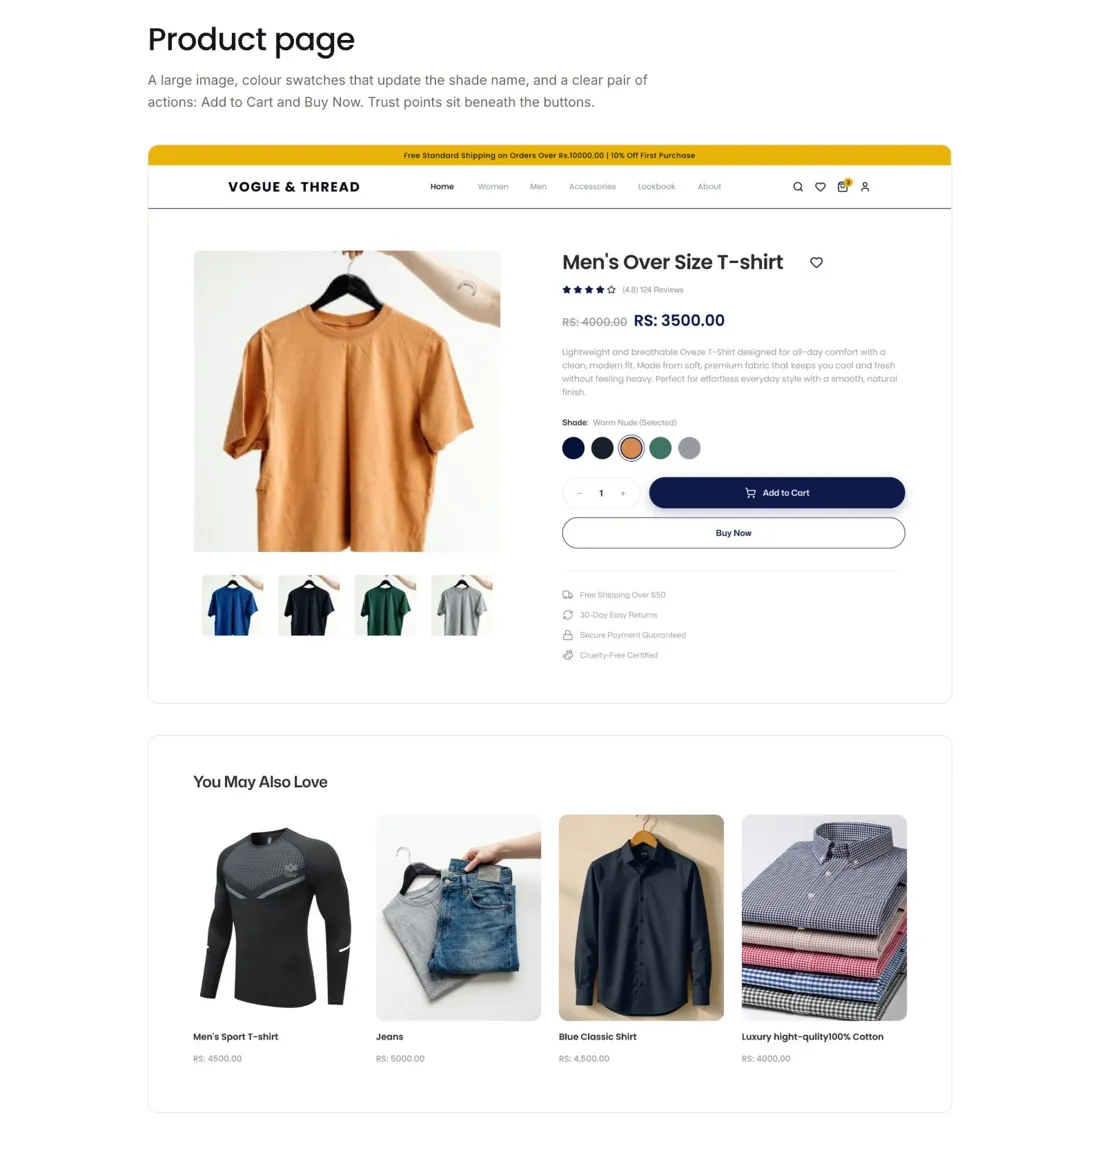 Product page
A large image, colour swatches that update the shade name, and a clear pair of
actions: Add to Cart and Buy Now. Trust points sit beneath the buttons.
Free Standard Shipping on Orders Over Rs.10000.00 | 10% Off First Purchase
VOGUE & THREAD
Home Women Men Accessories Lookbook About
3
Men's Over Size T-shirt
(4.8) 124 Reviews
RS: 4000.00 RS: 3500.00
Lightweight and breathable Oveze T-Shirt designed for all-day comfort with a
clean, modern fit. Made from soft, premium fabric that keeps you cool and fresh
without feeling heavy. Perfect for effortless everyday style with a smooth, natural
finish.
Shade: Warm Nude (Selected)
- 1 + Add to Cart
Buy Now
Free Shipping Over $50
30-Day Easy Returns
Secure Payment Guaranteed
Cruelty-Free Certified
You May Also Love
Men's Sport T-shirt
RS: 4500.00
Jeans
RS: 5000.00
Blue Classic Shirt
RS: 4,500.00
Luxury hight-qulity100% Cotton
RS: 4000.00